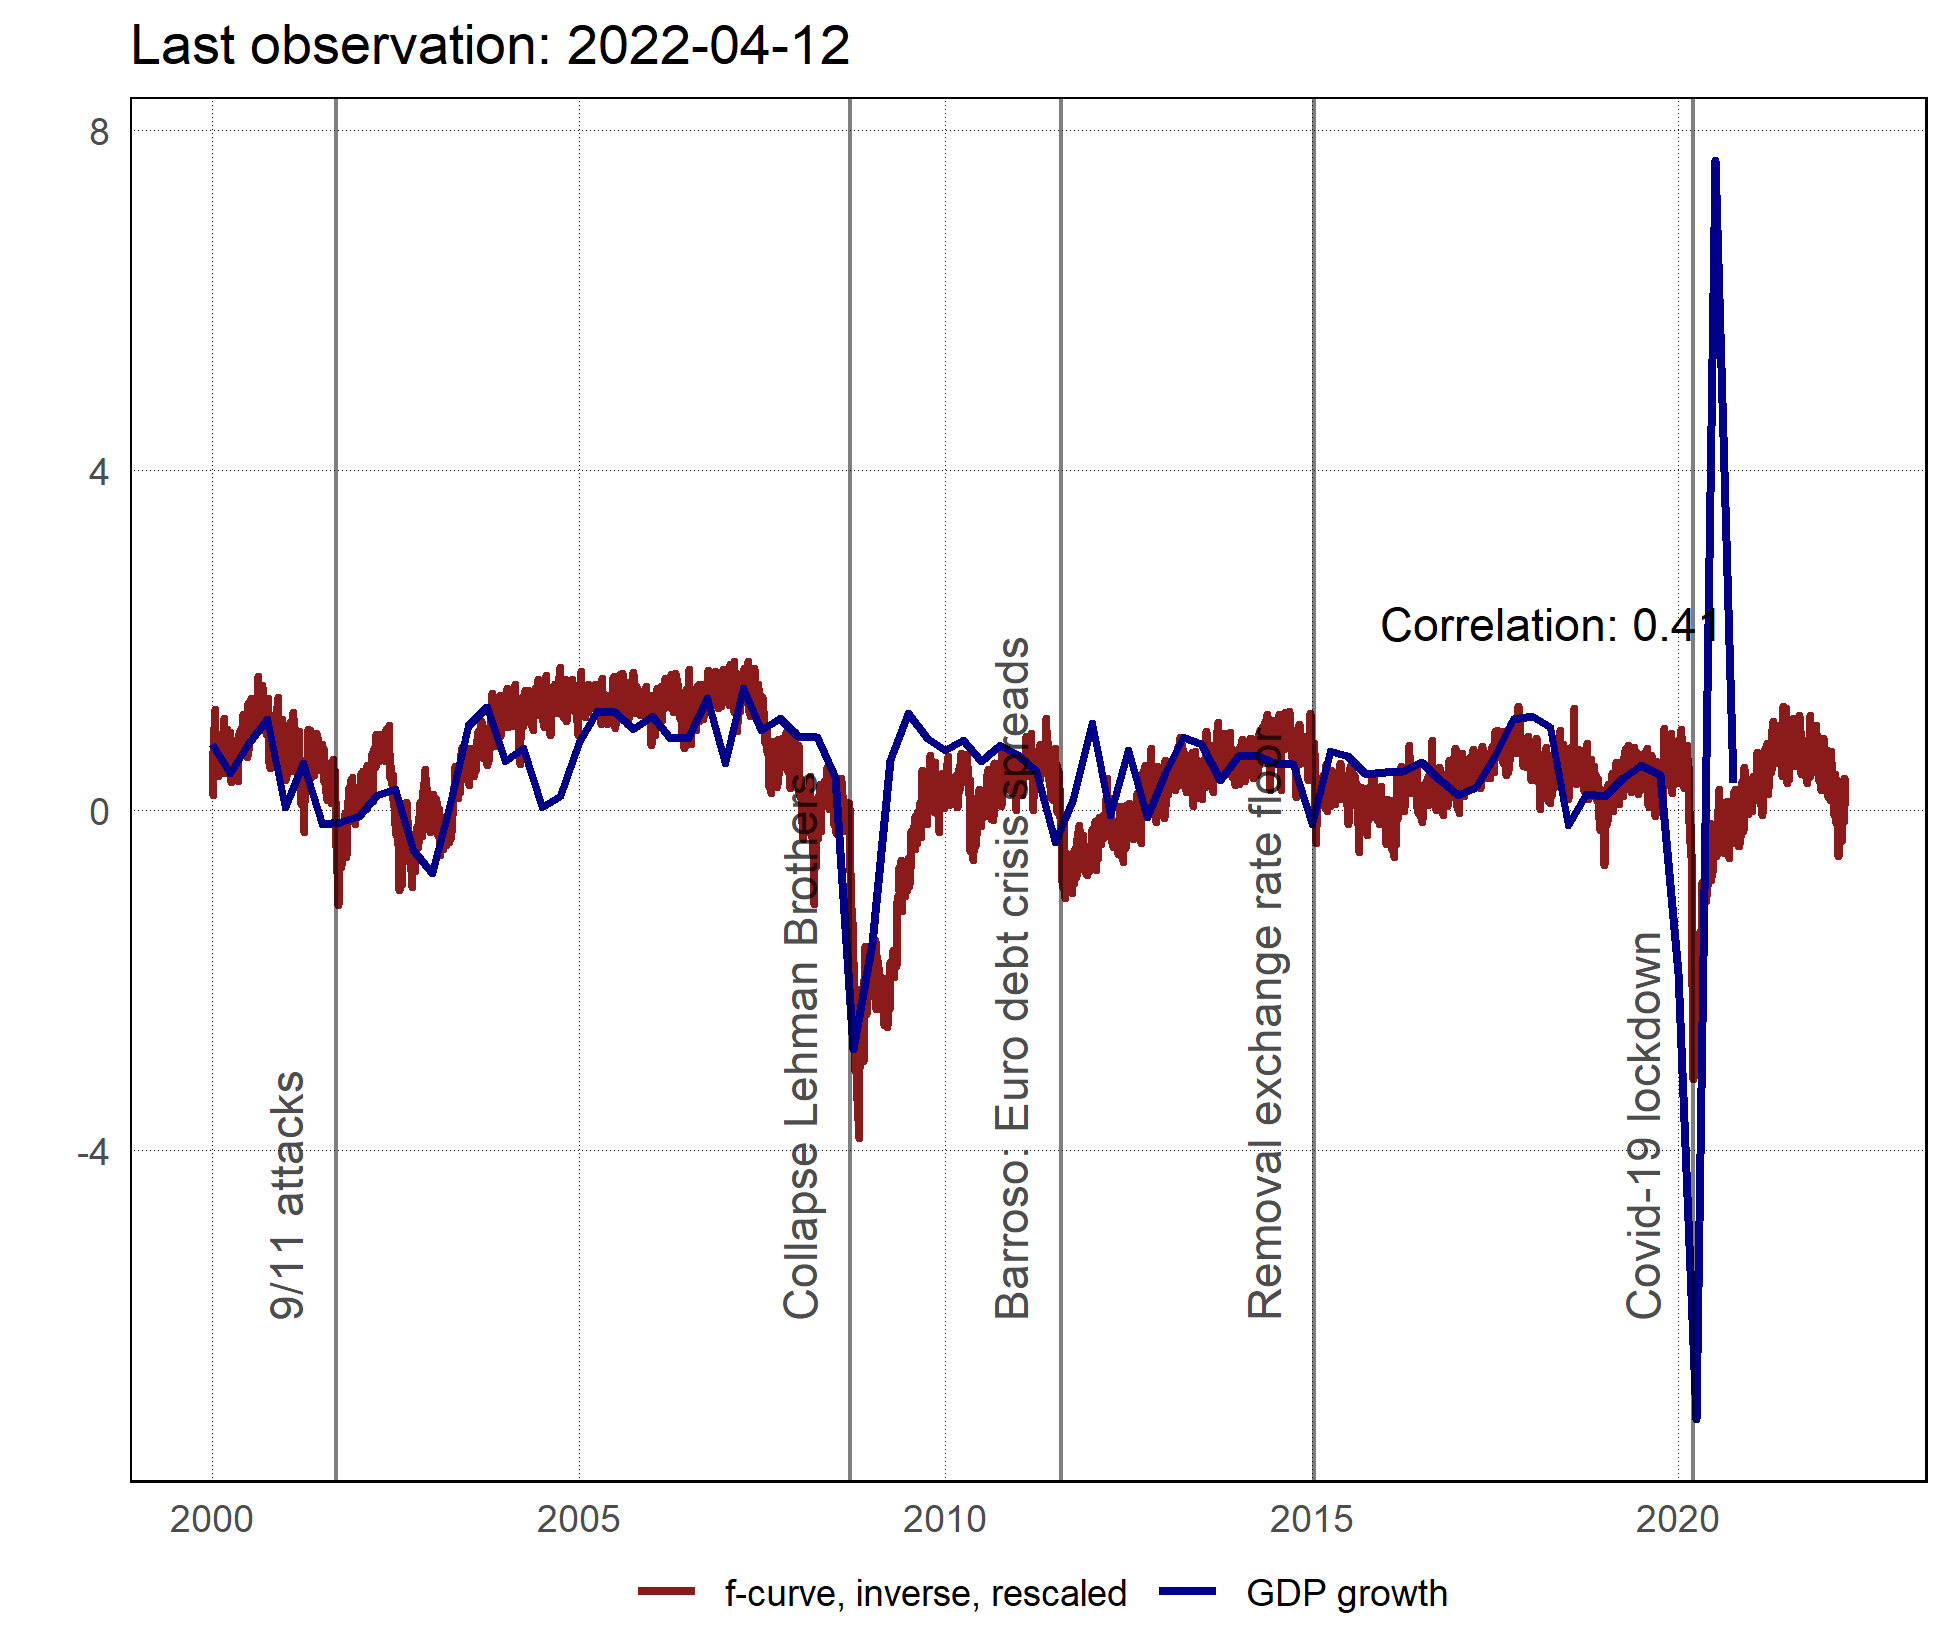 Last observation: 2022-04-12
8
4
0
-4
Correlation: 0.41
9/11 attacks
Collapse Lehman Brothers
Barroso: Euro debt crisis spreads
Removal exchange rate floor
Covid-19 lockdown
2000
2005
2010
2015
2020
f-curve, inverse, rescaled
GDP growth